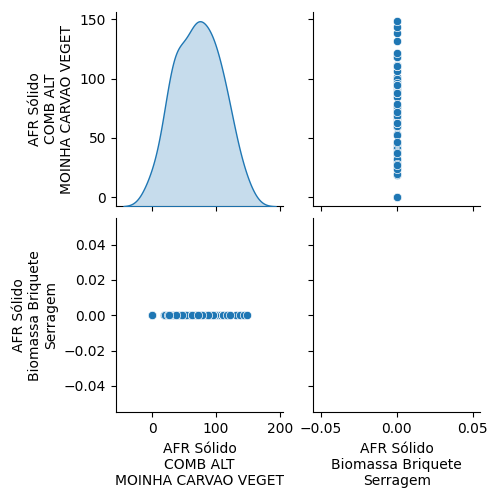 150
100
50
0
AFR Sólido
COMB ALT
MOINHA CARVAO VEGET
0.04
0.02
0.00
−0.02
−0.04
AFR Sólido
Biomassa Briquete
Serragem
0
200
AFR Sólido
COMB ALT
MOINHA CARVAO VEGET
−0.05
0.00
0.05
AFR Sólido
Biomassa Briquete
Serragem